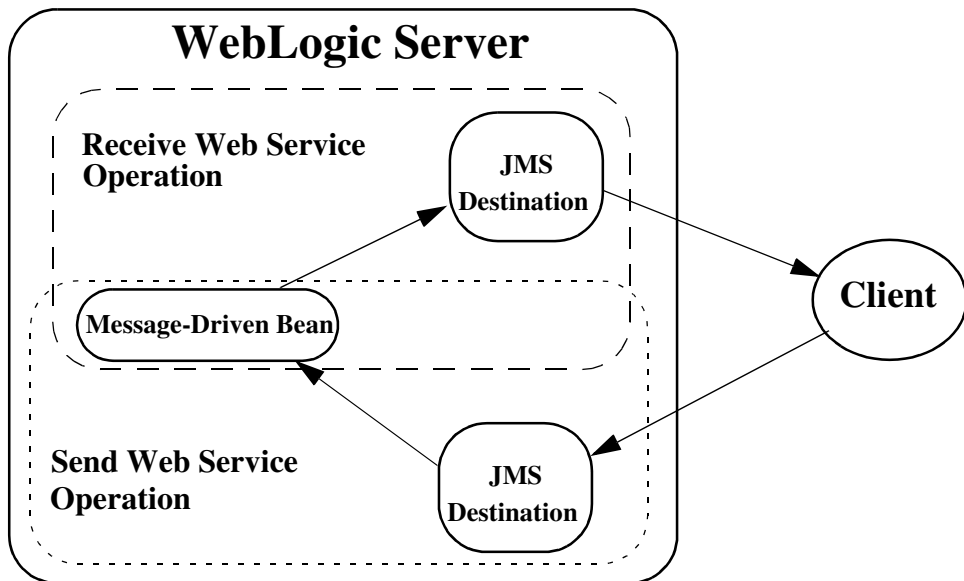 WebLogic Server
Receive Web Service
Operation
JMS
Destination
Client
Message-Driven Bean
Send Web Service
Operation
JMS
Destination